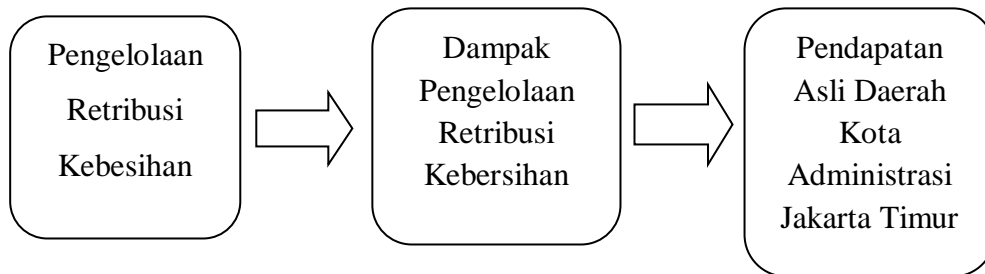 Pengelolaan
Retribusi
Kebesihan
Dampak
Pengelolaan
Retribusi
Kebersihan
Pendapatan
Asli Daerah
Kota
Administrasi
Jakarta Timur